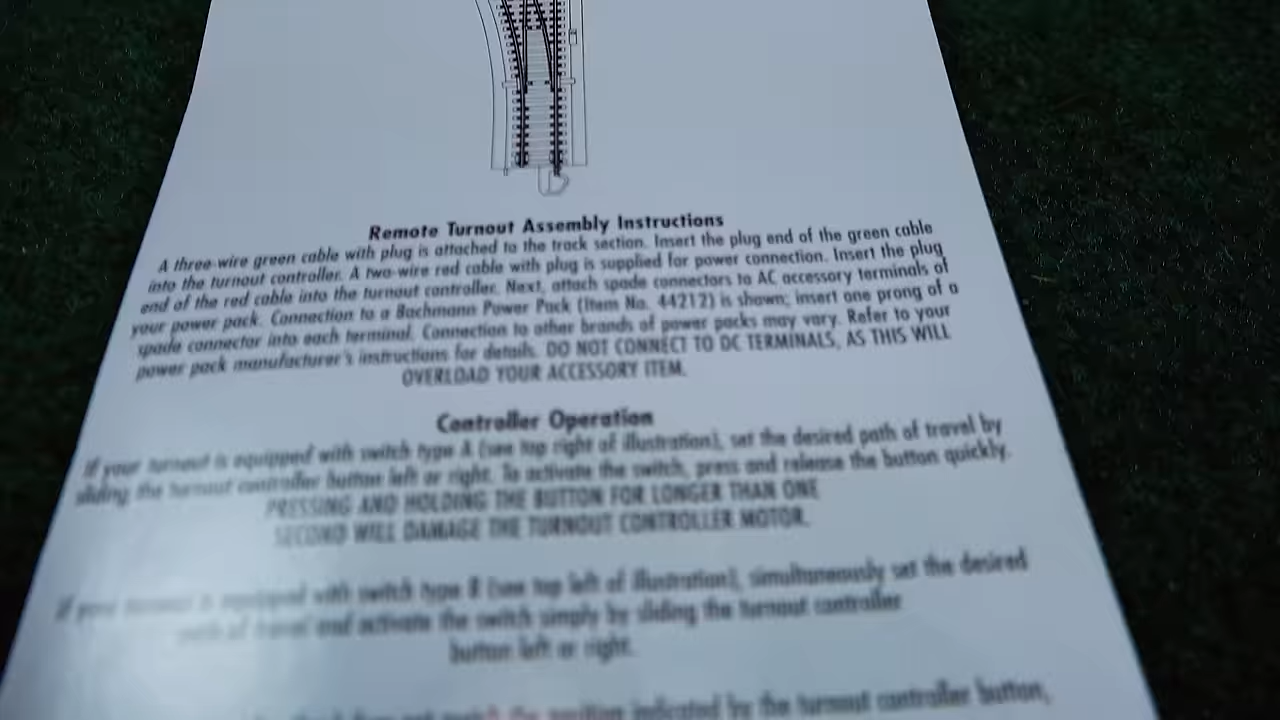 Remote Turnout Assembly Instructions
A three-wire green cable with plug is attached to the track section. Insert the plug end of the green cable
into the turnout controller. A two-wire red cable with plug is supplied for power connection. Insert the plug
end of the red cable into the turnout controller. Next, attach spade connectors to AC accessory terminals of
your power pack. Connection to a Bachmann Power Pack (Item No. 44212) is shown; insert one prong of a
spade connector into each terminal. Connection to other brands of power packs may vary. Refer to your
power pack manufacturer's instructions for details. DO NOT CONNECT TO DC TERMINALS, AS THIS WILL
OVERLOAD YOUR ACCESSORY ITEM.
Controller Operation
If your turnout is equipped with switch type A (see top right of illustration), set the desired path of travel by
sliding the turnout controller button left or right. To activate the switch, press and release the button quickly.
PRESSING AND HOLDING THE BUTTON FOR LONGER THAN ONE
SECOND WILL DAMAGE THE TURNOUT CONTROLLER MOTOR.
If your turnout is equipped with switch type B (see top left of illustration), simultaneously set the desired
path of travel and activate the switch simply by sliding the turnout controller
button left or right.
the position indicated by the turnout controller button,